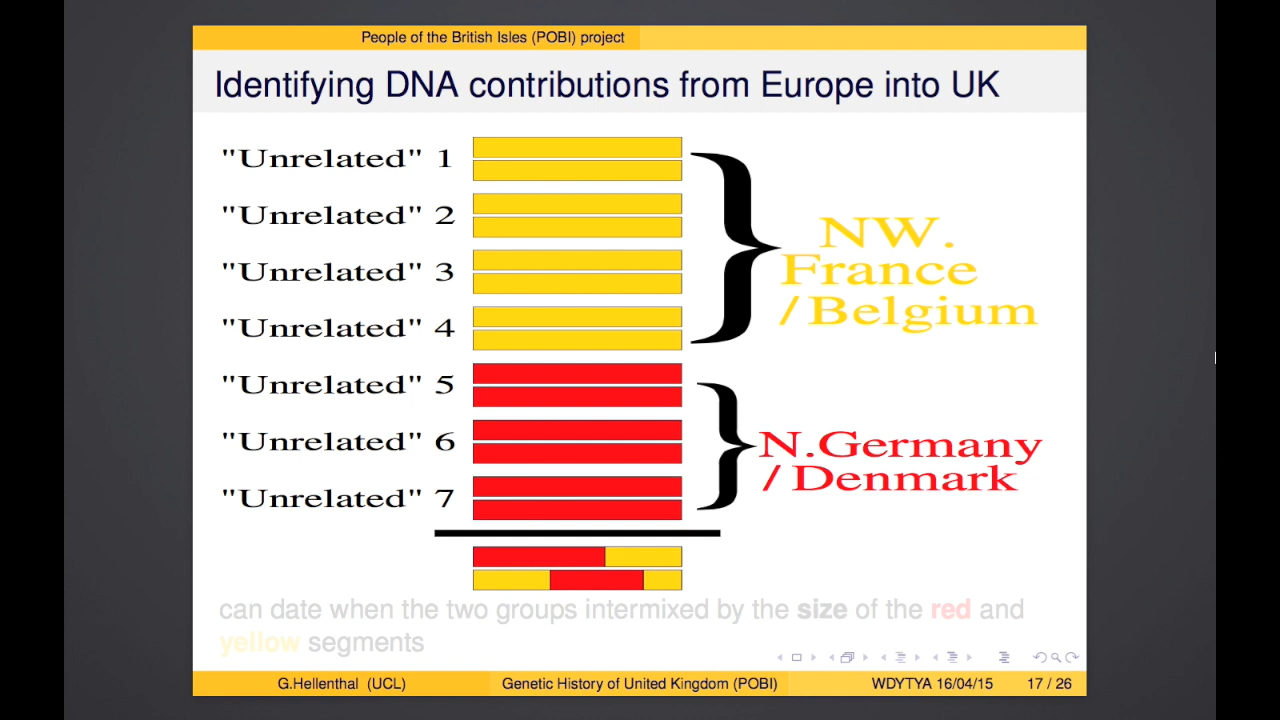 People of the British Isles (POBI) project
Identifying DNA contributions from Europe into UK
"Unrelated" 1
"Unrelated" 2
"Unrelated" 3
"Unrelated" 4
NW.
France
/Belgium
"Unrelated" 5
"Unrelated" 6
"Unrelated" 7
N.Germany
/Denmark
can date when the two groups intermixed by the size of the red and
yellow segments
G.Hellenthal (UCL) Genetic History of United Kingdom (POBI) WDYTYA 16/04/15 17 / 26